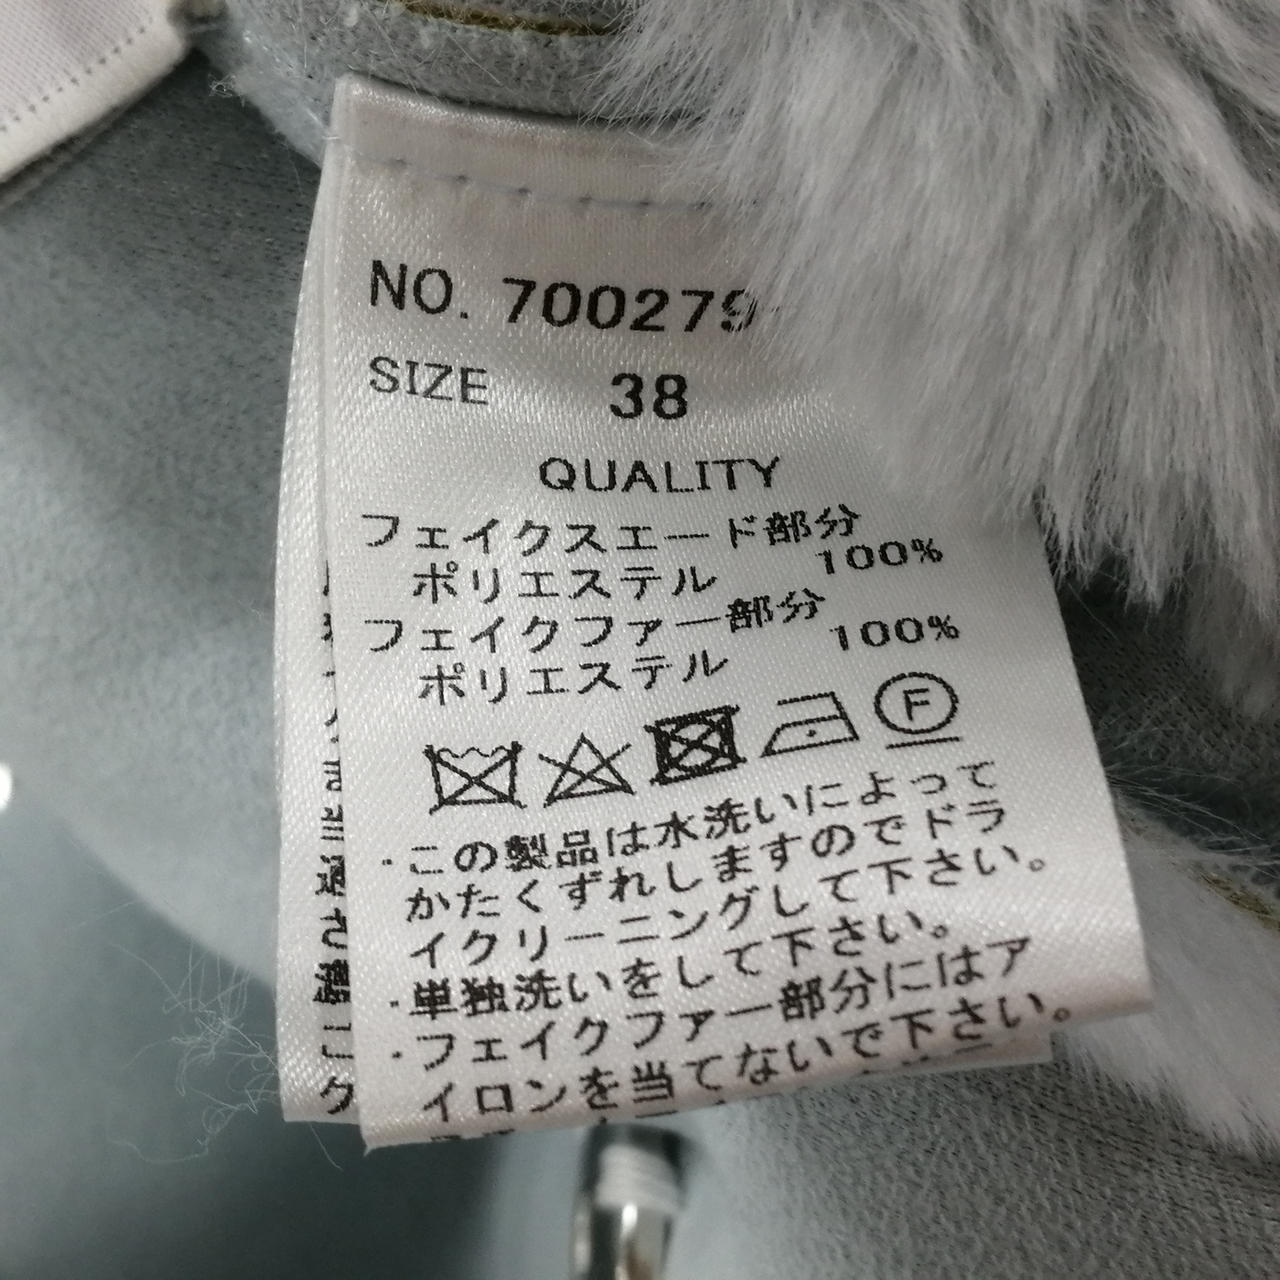 NO. 700279
SIZE 38
QUALITY
フェイクスエード部分
ポリエステル 100%
フェイクファー部分
ポリエステル 100%
F
・この製品は水洗いによって
かたくずれしますのでドラ
イクリーニングして下さい。
・単独洗いをして下さい。
・フェイクファー部分にはア
イロンを当てないで下さい。